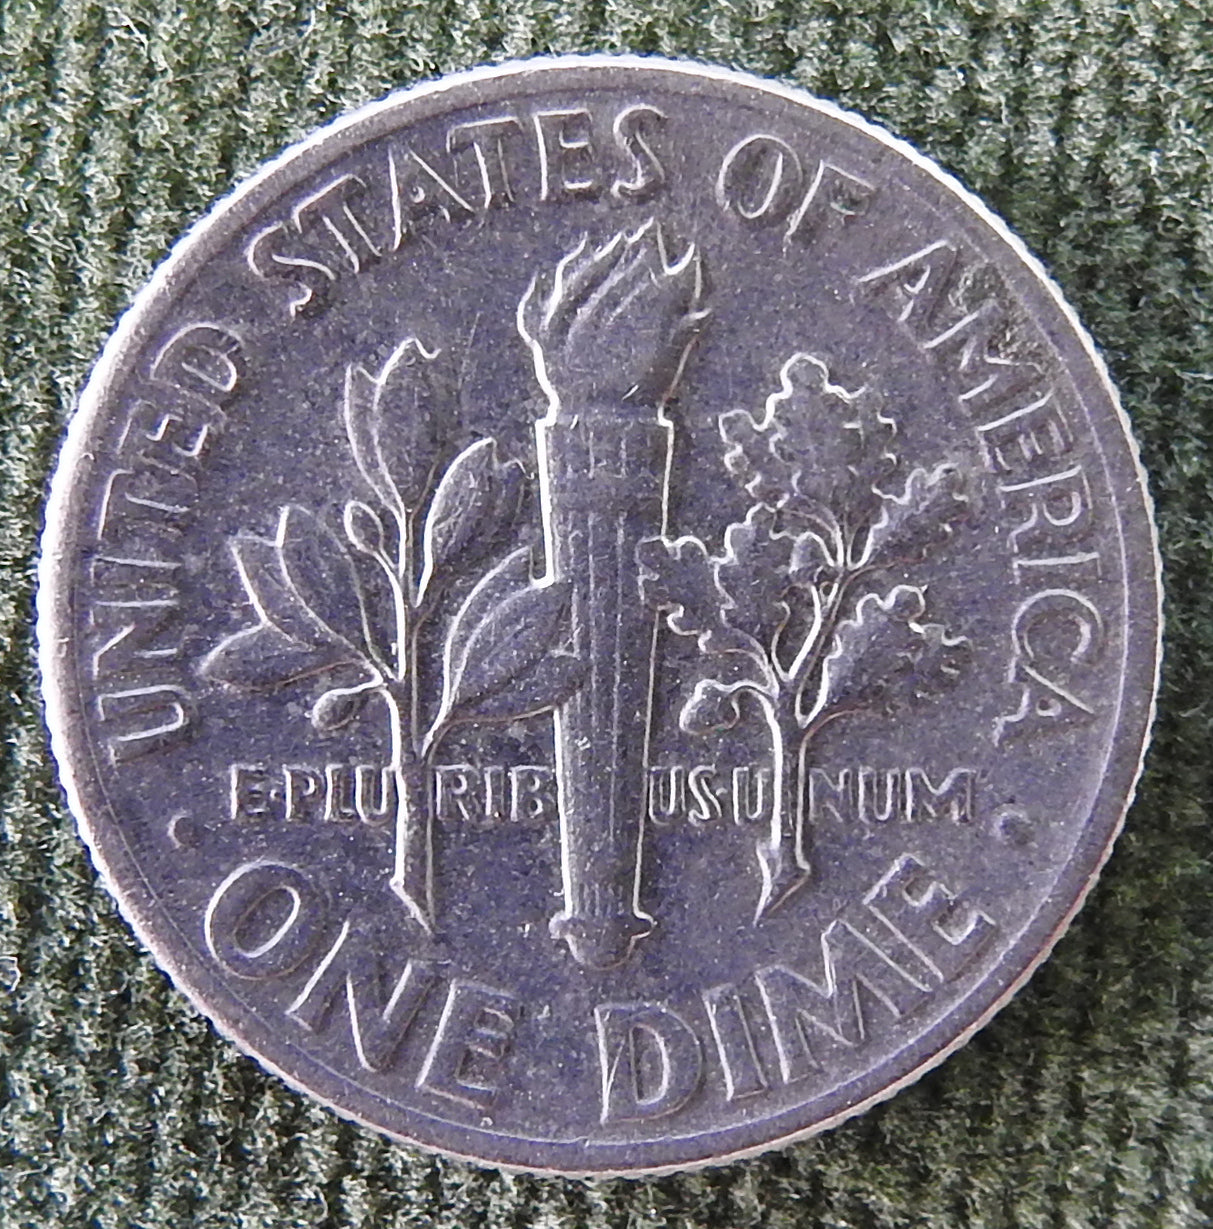 UNITED STATES OF AMERICA
E·PLURIBUS·UNUM
· ONE DIME ·